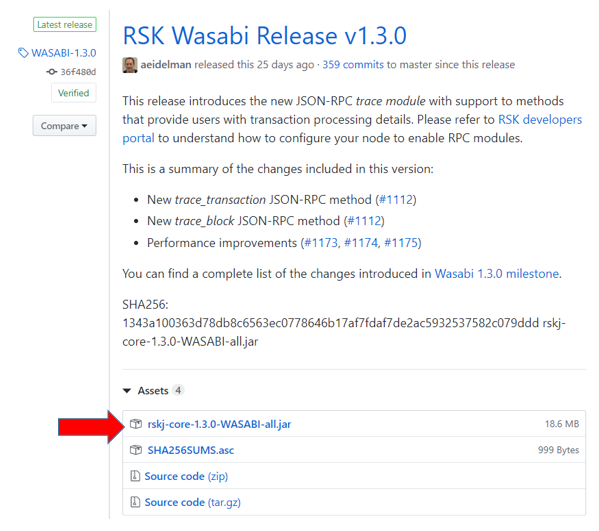 Latest release
WASABI-1.3.0
36f480d
Verified
Compare
RSK Wasabi Release v1.3.0
aeidelman released this 25 days ago · 359 commits to master since this release
This release introduces the new JSON-RPC trace module with support to methods
that provide users with transaction processing details. Please refer to RSK developers
portal to understand how to configure your node to enable RPC modules.
This is a summary of the changes included in this version:
• New trace_transaction JSON-RPC method (#1112)
• New trace_block JSON-RPC method (#1112)
• Performance improvements (#1173, #1174, #1175)
You can find a complete list of the changes introduced in Wasabi 1.3.0 milestone.
SHA256:
1343a100363d78db8c6563ec0778646b17af7fdaf7de2ac5932537582c079ddd rskj-
core-1.3.0-WASABI-all.jar
Assets 4
rskj-core-1.3.0-WASABI-all.jar 18.6 MB
SHA256SUMS.asc 999 Bytes
Source code (zip)
Source code (tar.gz)